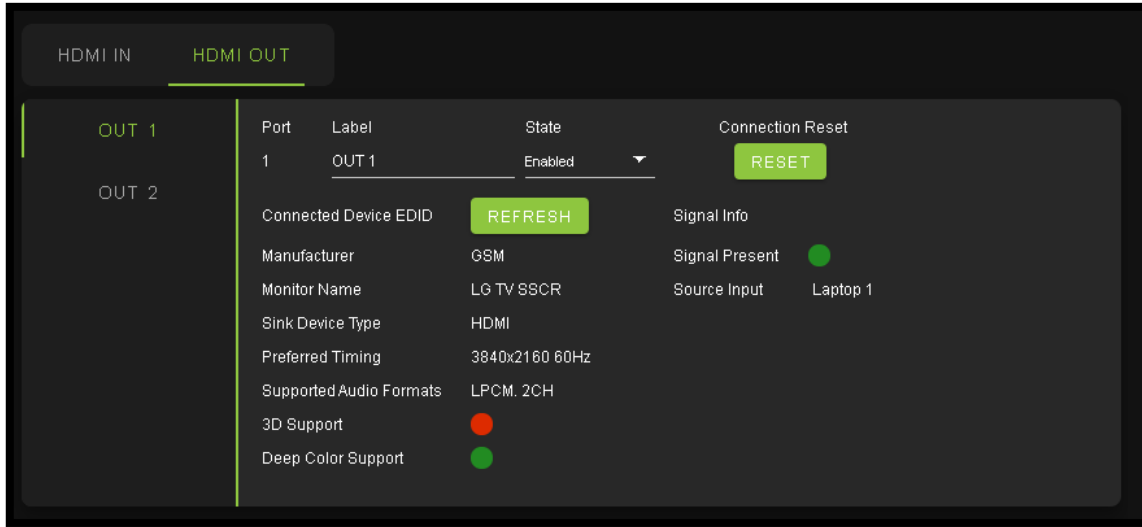 HDMI IN HDMI OUT
OUT 1
OUT 2
Port Label State Connection Reset
1 OUT 1 Enabled RESET
Connected Device EDID REFRESH Signal Info
Manufacturer GSM Signal Present
Monitor Name LG TV SSCR Source Input Laptop 1
Sink Device Type HDMI
Preferred Timing 3840x2160 60Hz
Supported Audio Formats LPCM. 2CH
3D Support
Deep Color Support